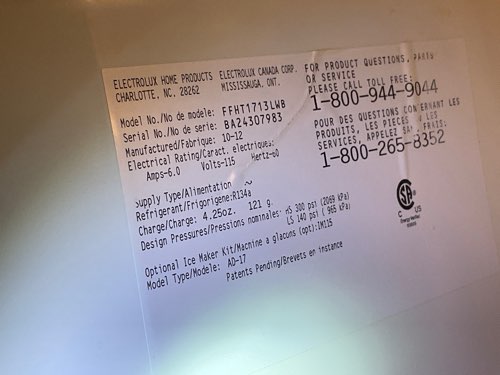 ELECTROLUX HOME PRODUCTS
CHARLOTTE, NC, 28262
ELECTROLUX CANADA CORP.
MISSISSAUGA, ONT.
FOR PRODUCT QUESTIONS, PARTS
OR SERVICE
PLEASE CALL TOLL FREE:
1-800-944-9044
POUR DES QUESTIONS CONCERNANT LES
PRODUITS, LES PIECES LES
SERVICES, APPELEZ FRAIS:
1-800-265-8352
Model No./No de modele: FFHT1713LWB
Serial No./No de serie: BA24307983
Manufactured/Fabrique: 10-12
Electrical Rating/Caract. electriques:
Amps-6.0 Volts-115 Hertz-60
Supply Type/Alimentation ~
Refrigerant/Frigorigene:R134a
Charge/Charge: 4.25oz. 121 g.
Design Pressures/Pressions nominales- HS 300 psi (2069 kPa)
LS 140 psi ( 965 kPa)
Optional Ice Maker Kit/Machine a glacons (opt):IM115
Model Type/Modele: AD-17
Patents Pending/Brevets en instance
C US
Energy Verified